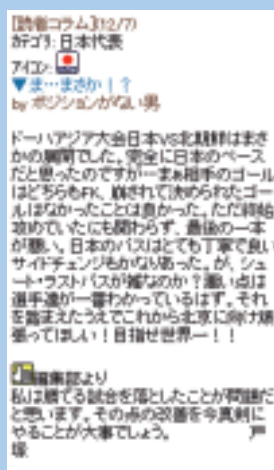 [読者コラム](12/7)
カテゴリ: 日本代表
アイコン:
▼ま…まさか!?
by ポジションがない男
ドーハアジア大会日本VS北朝鮮はまさ
かの展開でした。完全に日本のペース
だと思ったのですが…まぁ相手のゴール
はどちらもFK、崩されて決められたゴー
ルはなかったことは良かった。ただ終始
攻めていたにも関わらず、最後の一本
が悪い。日本のパスはとても丁寧で良い
サイドチェンジもかなりあった。が、シュ
ート・ラストパスが雑なのか?悪い点は
選手達が一番わかっているはず。それ
を踏まえたうえでこれから北京に向け頑
張ってほしい!目指せ世界一!!
編集部より
私は勝てる試合を落としたことが問題だ
と思います。その点の改善を今真剣に
やることが大事でしょう。 戸
塚